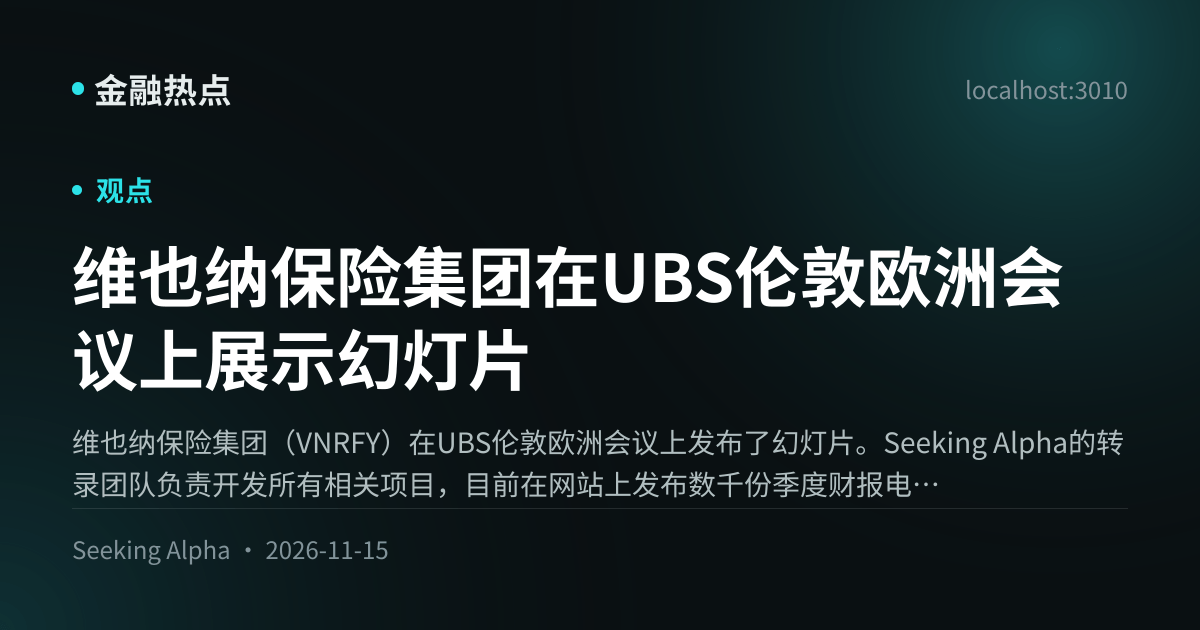 金融热点
localhost:3010
观点
维也纳保险集团在UBS伦敦欧洲会
议上展示幻灯片
维也纳保险集团（VNRFY）在UBS伦敦欧洲会议上发布了幻灯片。Seeking Alpha的转
录团队负责开发所有相关项目，目前在网站上发布数千份季度财报电…
Seeking Alpha • 2026-11-15